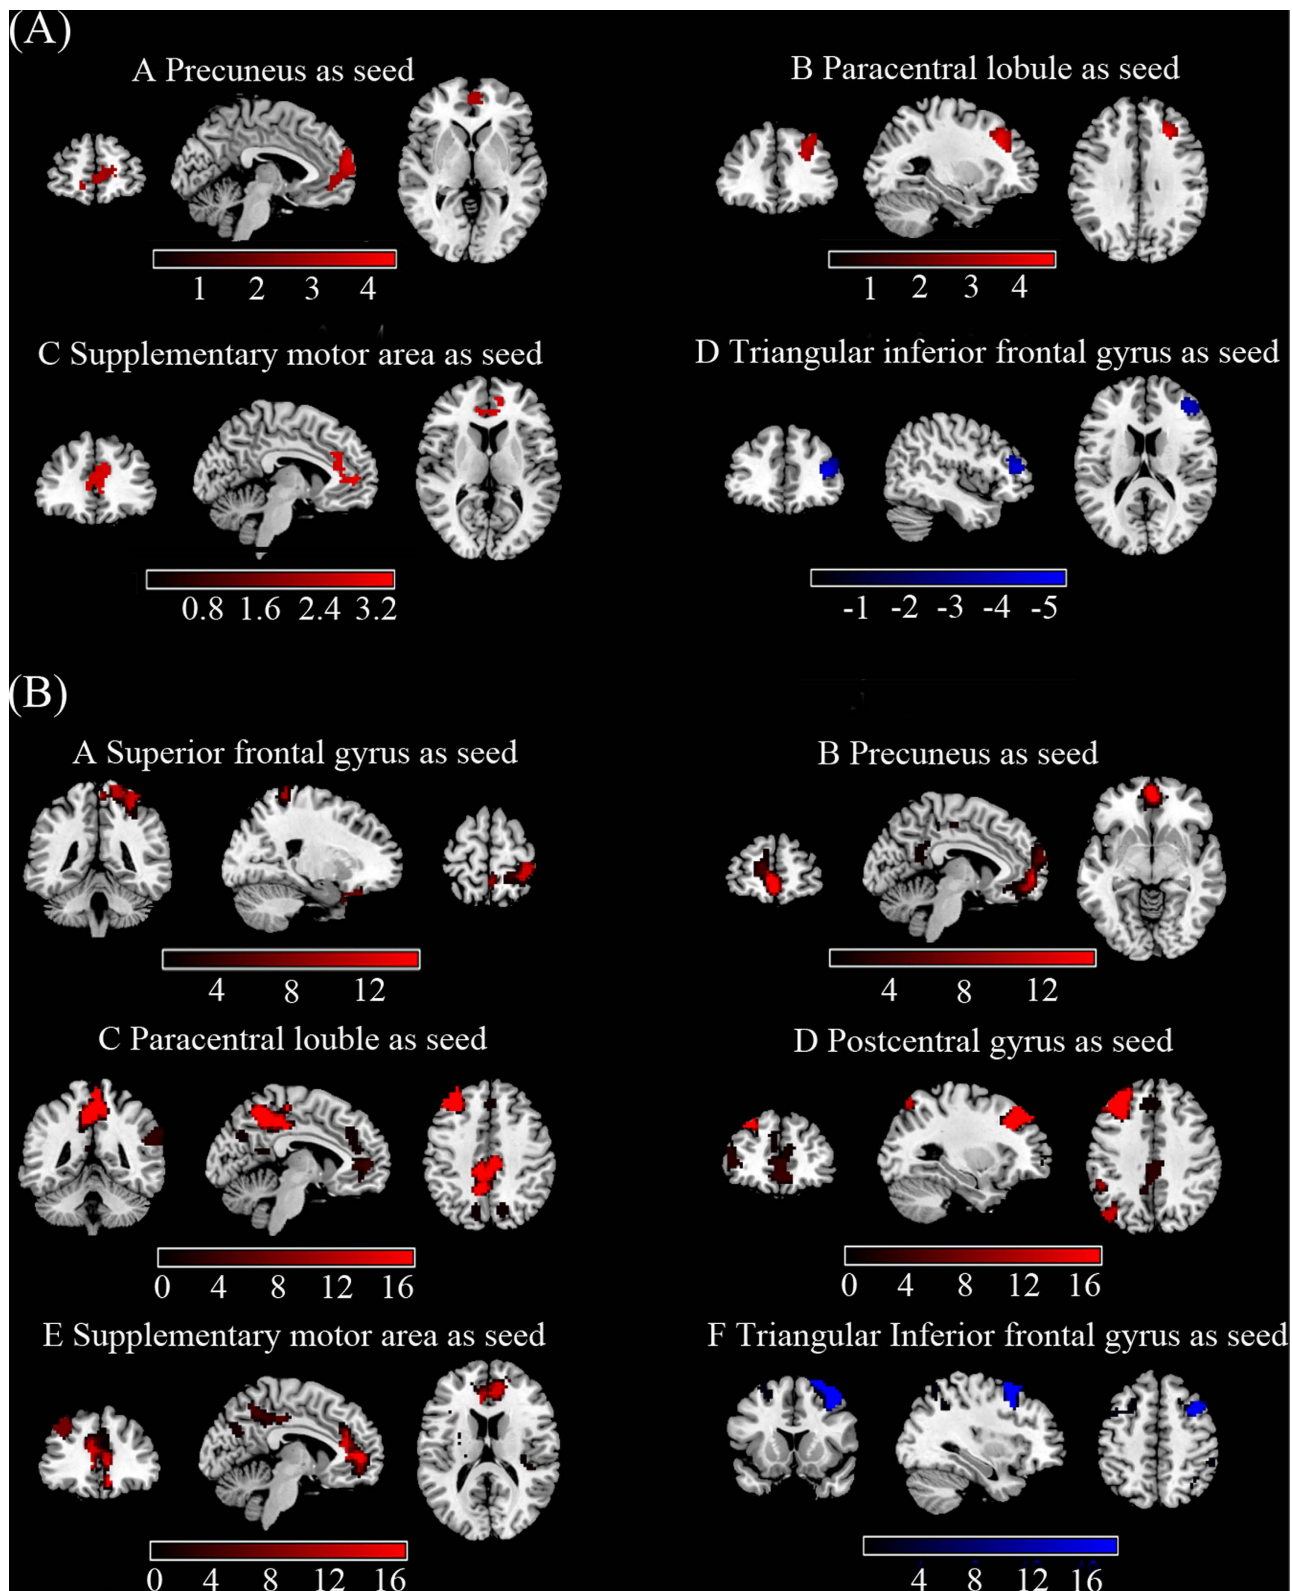 (A)
A Precuneus as seed
B Paracentral lobule as seed
1 2 3 4
1 2 3 4
C Supplementary motor area as seed
D Triangular inferior frontal gyrus as seed
0.8 1.6 2.4 3.2
-1 -2 -3 -4 -5
(B)
A Superior frontal gyrus as seed
B Precuneus as seed
4 8 12
4 8 12
C Paracentral louble as seed
D Postcentral gyrus as seed
0 4 8 12 16
0 4 8 12 16
E Supplementary motor area as seed
F Triangular Inferior frontal gyrus as seed
0 4 8 12 16
4 8 12 16